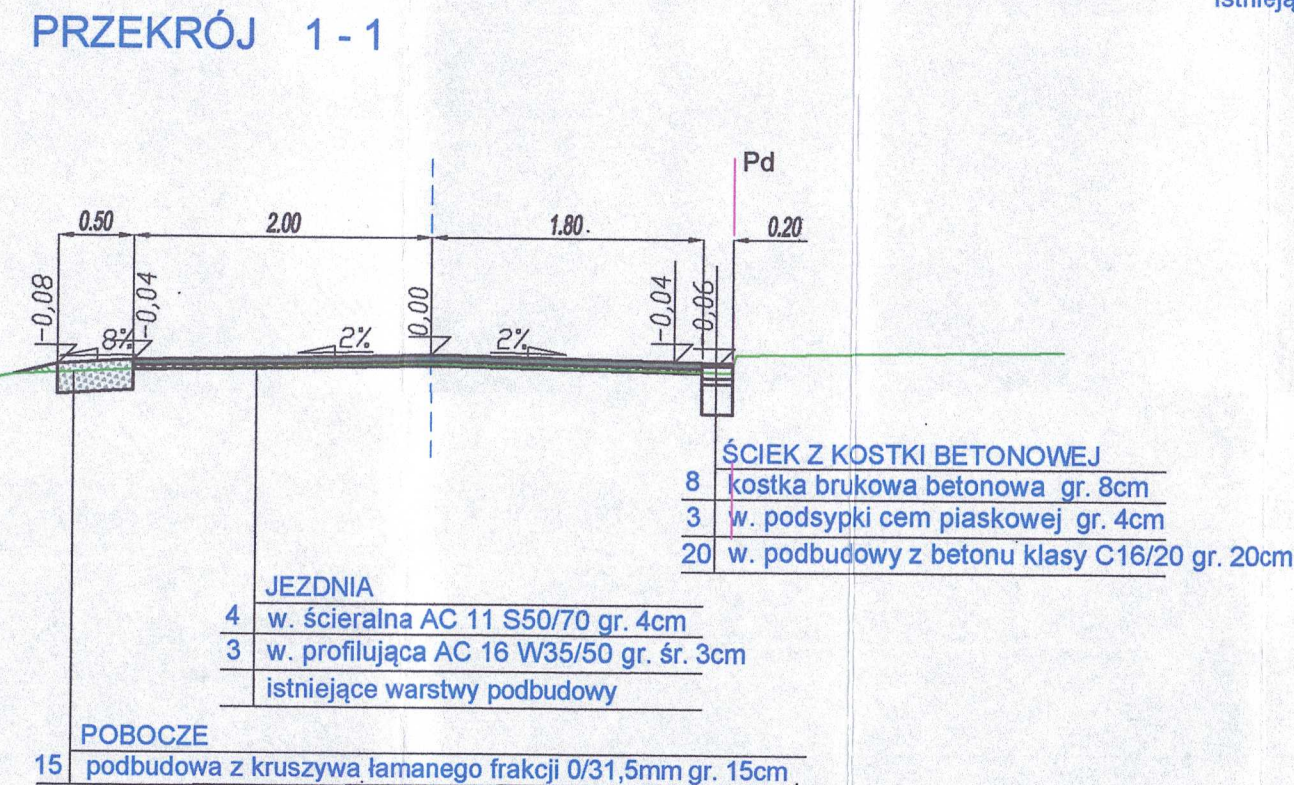 istnieją
PRZEKRÓJ 1 - 1
Pd
0.50 2.00 1.80 0.20
-0,08 -0,04 0,00 -0,04 0,06
8% 2% 2%
ŚCIEK Z KOSTKI BETONOWEJ
8 kostka brukowa betonowa gr. 8cm
3 w. podsypki cem piaskowej gr. 4cm
20 w. podbudowy z betonu klasy C16/20 gr. 20cm
JEZDNIA
4 w. ścieralna AC 11 S50/70 gr. 4cm
3 w. profilująca AC 16 W35/50 gr. śr. 3cm
istniejące warstwy podbudowy
POBOCZE
15 podbudowa z kruszywa łamanego frakcji 0/31,5mm gr. 15cm